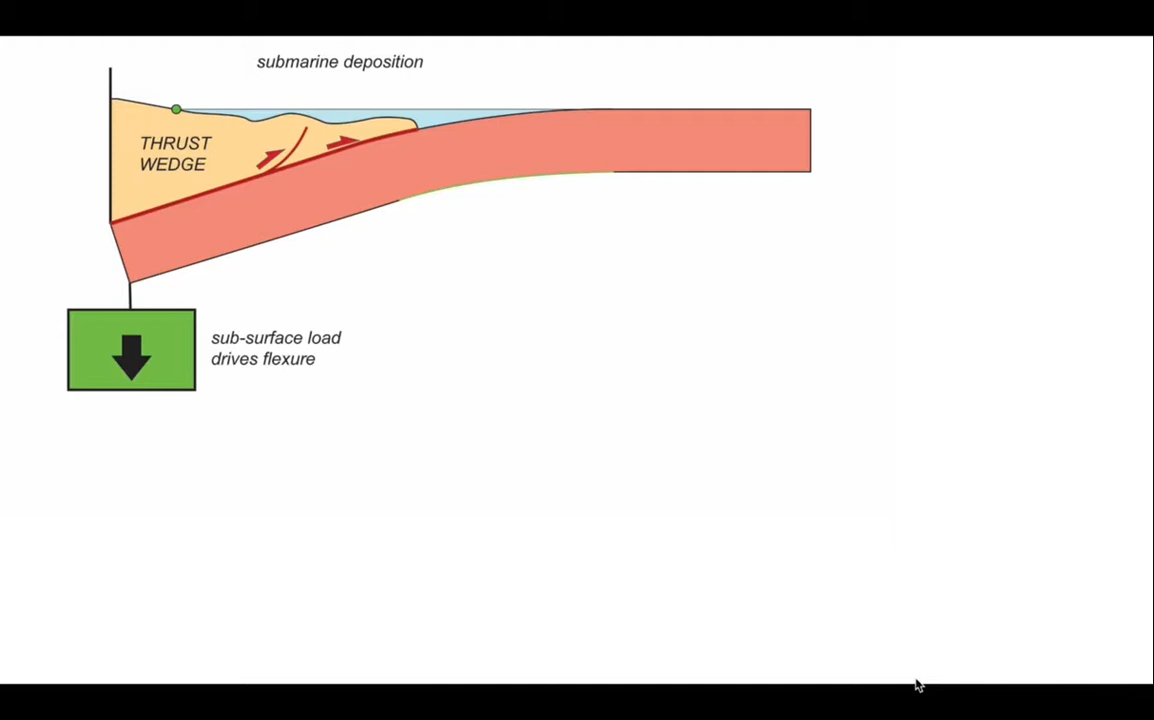 submarine deposition
THRUST
WEDGE
sub-surface load
drives flexure